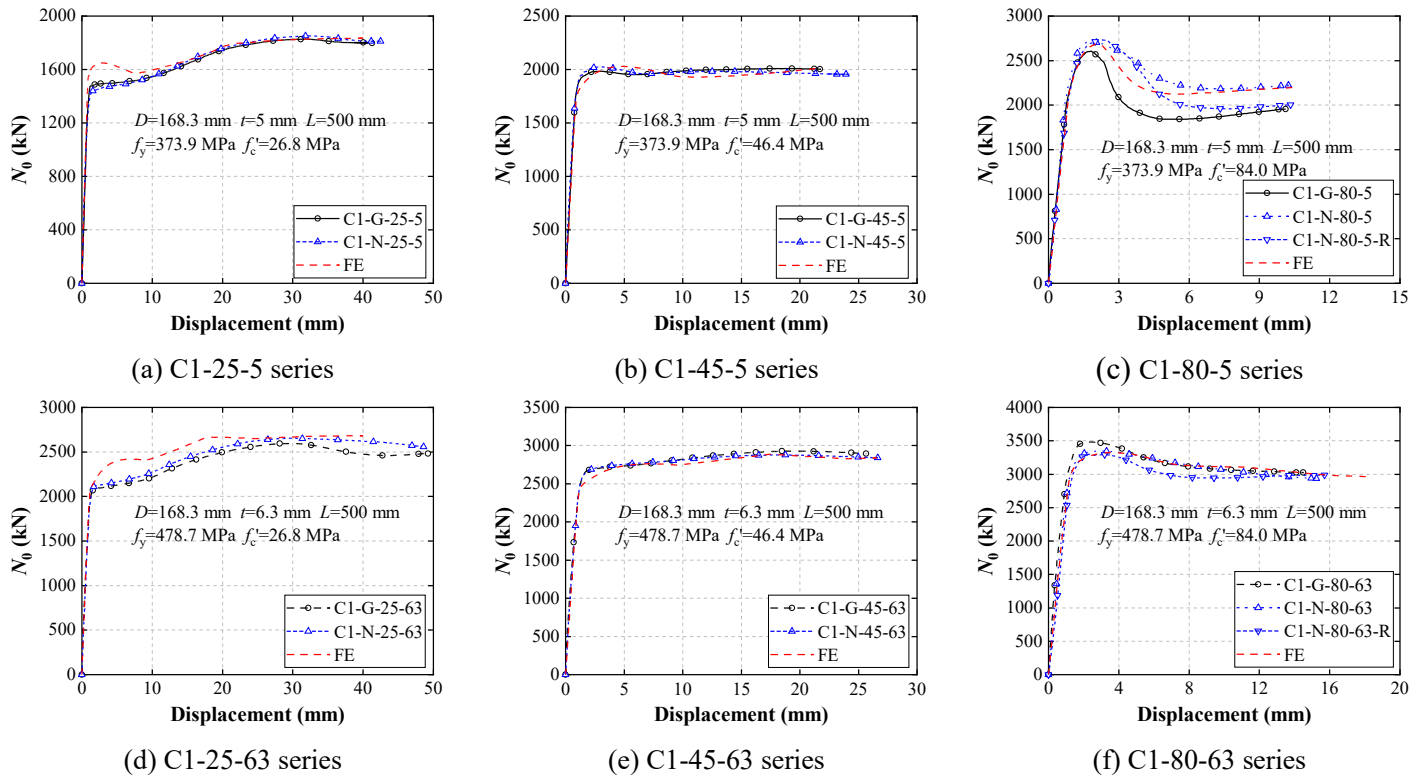 2000
1600
1200
800
400
0
N₀ (kN)
D=168.3 mm t=5 mm L=500 mm
fy=373.9 MPa fc'=26.8 MPa
C1-G-25-5
C1-N-25-5
FE
0 10 20 30 40 50
Displacement (mm)
(a) C1-25-5 series
2500
2000
1500
1000
500
0
N₀ (kN)
D=168.3 mm t=5 mm L=500 mm
fy=373.9 MPa fc'=46.4 MPa
C1-G-45-5
C1-N-45-5
FE
0 5 10 15 20 25 30
Displacement (mm)
(b) C1-45-5 series
3000
2500
2000
1500
1000
500
0
N₀ (kN)
D=168.3 mm t=5 mm L=500 mm
fy=373.9 MPa fc'=84.0 MPa
C1-G-80-5
C1-N-80-5
C1-N-80-5-R
FE
0 3 6 9 12 15
Displacement (mm)
(c) C1-80-5 series
3000
2500
2000
1500
1000
500
0
N₀ (kN)
D=168.3 mm t=6.3 mm L=500 mm
fy=478.7 MPa fc'=26.8 MPa
C1-G-25-63
C1-N-25-63
FE
0 10 20 30 40 50
Displacement (mm)
(d) C1-25-63 series
3500
3000
2500
2000
1500
1000
500
0
N₀ (kN)
D=168.3 mm t=6.3 mm L=500 mm
fy=478.7 MPa fc'=46.4 MPa
C1-G-45-63
C1-N-45-63
FE
0 5 10 15 20 25 30
Displacement (mm)
(e) C1-45-63 series
4000
3500
3000
2500
2000
1500
1000
500
0
N₀ (kN)
D=168.3 mm t=6.3 mm L=500 mm
fy=478.7 MPa fc'=84.0 MPa
C1-G-80-63
C1-N-80-63
C1-N-80-63-R
FE
0 4 8 12 16 20
Displacement (mm)
(f) C1-80-63 series